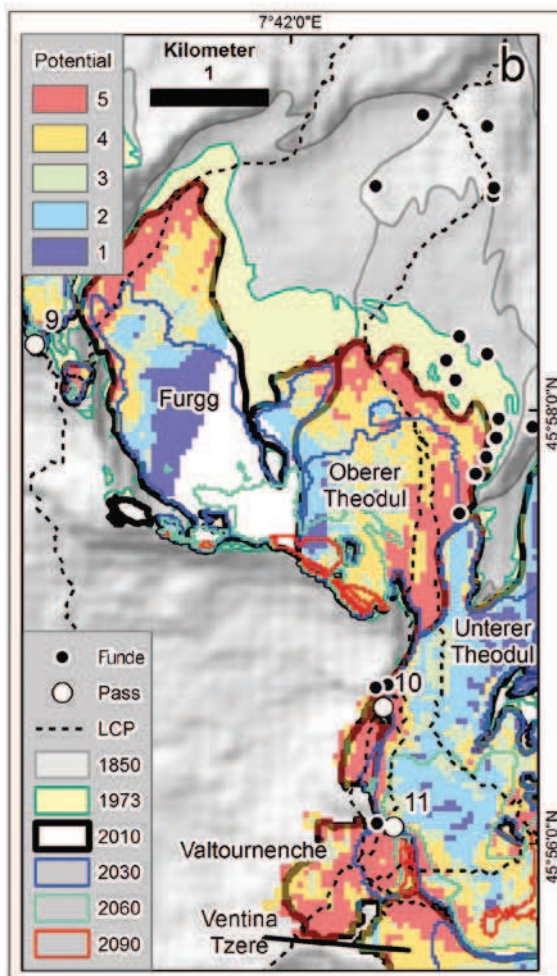 7°42'0"E
Potential
5
4
3
2
1
Kilometer
1
b
9
Furgg
45°58'0"N
Oberer
Theodul
Unterer
Theodul
10
11
45°56'0"N
Valtournenche
Ventina
Tzere
Funde
Pass
LCP
1850
1973
2010
2030
2060
2090